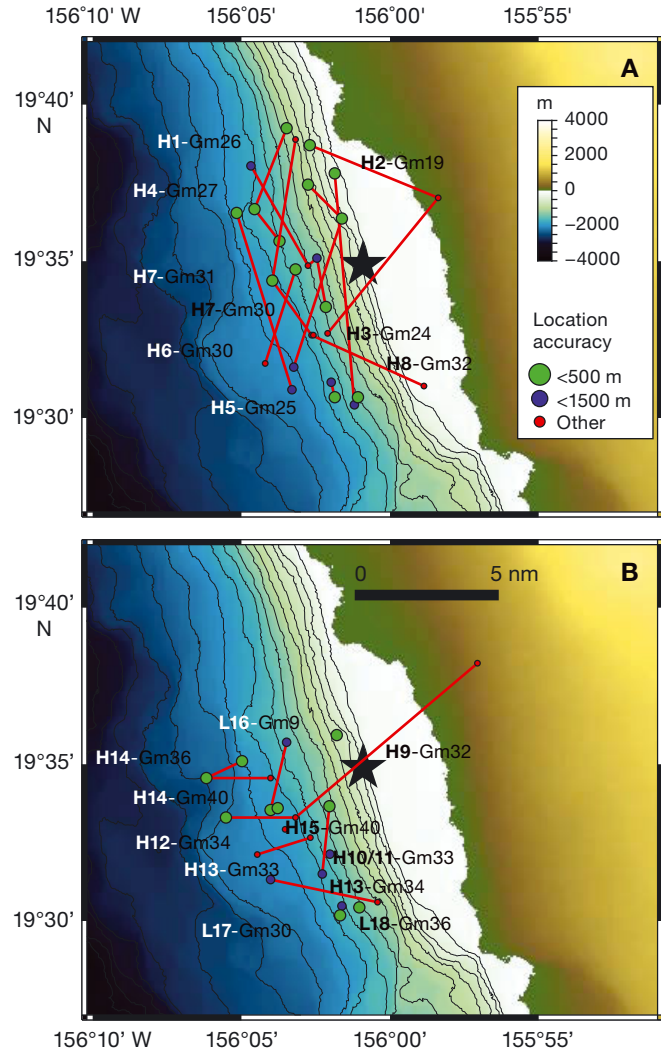 156°10' W 156°05' 156°00' 155°55'
A
19°40'
N
19°35'
19°30'
m
4000
2000
0
−2000
−4000
Location
accuracy
<500 m
<1500 m
Other
H1-Gm26
H2-Gm19
H4-Gm27
H7-Gm31
H7-Gm30
H3-Gm24
H6-Gm30
H8-Gm32
H5-Gm25
B
0 5 nm
19°40'
N
19°35'
19°30'
L16-Gm9
H14-Gm36
H9-Gm32
H14-Gm40
H15-Gm40
H12-Gm34
H10/11-Gm33
H13-Gm33
H13-Gm34
L17-Gm30
L18-Gm36
156°10' 156°05' 156°00' 155°55'